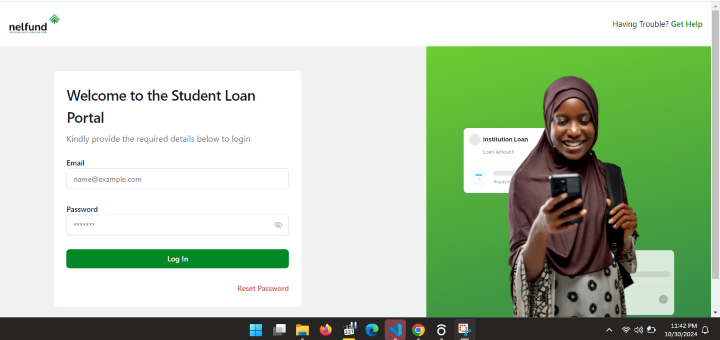 nelfund
Having Trouble? Get Help
Welcome to the Student Loan
Portal
Kindly provide the required details below to login
Email
name@example.com
Password
*******
Log In
Reset Password
Institution Loan
Loan Amount
11:42 PM
10/30/2024